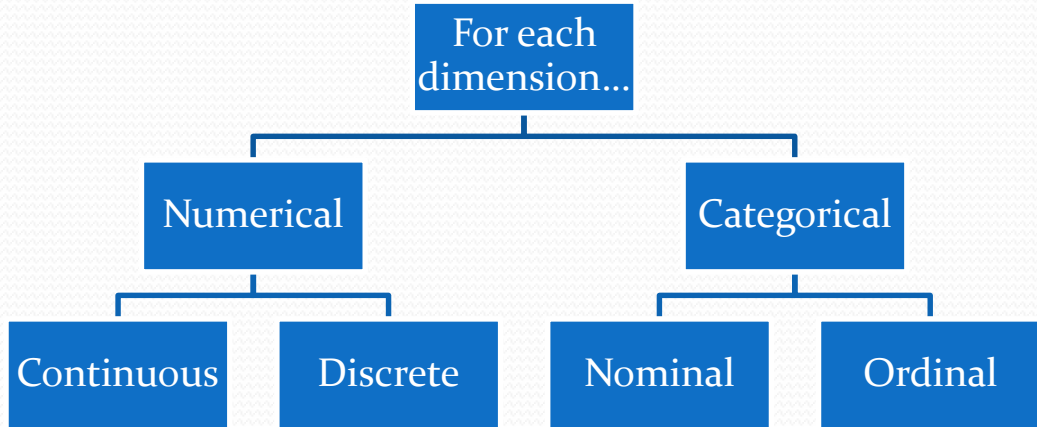 For each
dimension...
Numerical
Categorical
Continuous
Discrete
Nominal
Ordinal